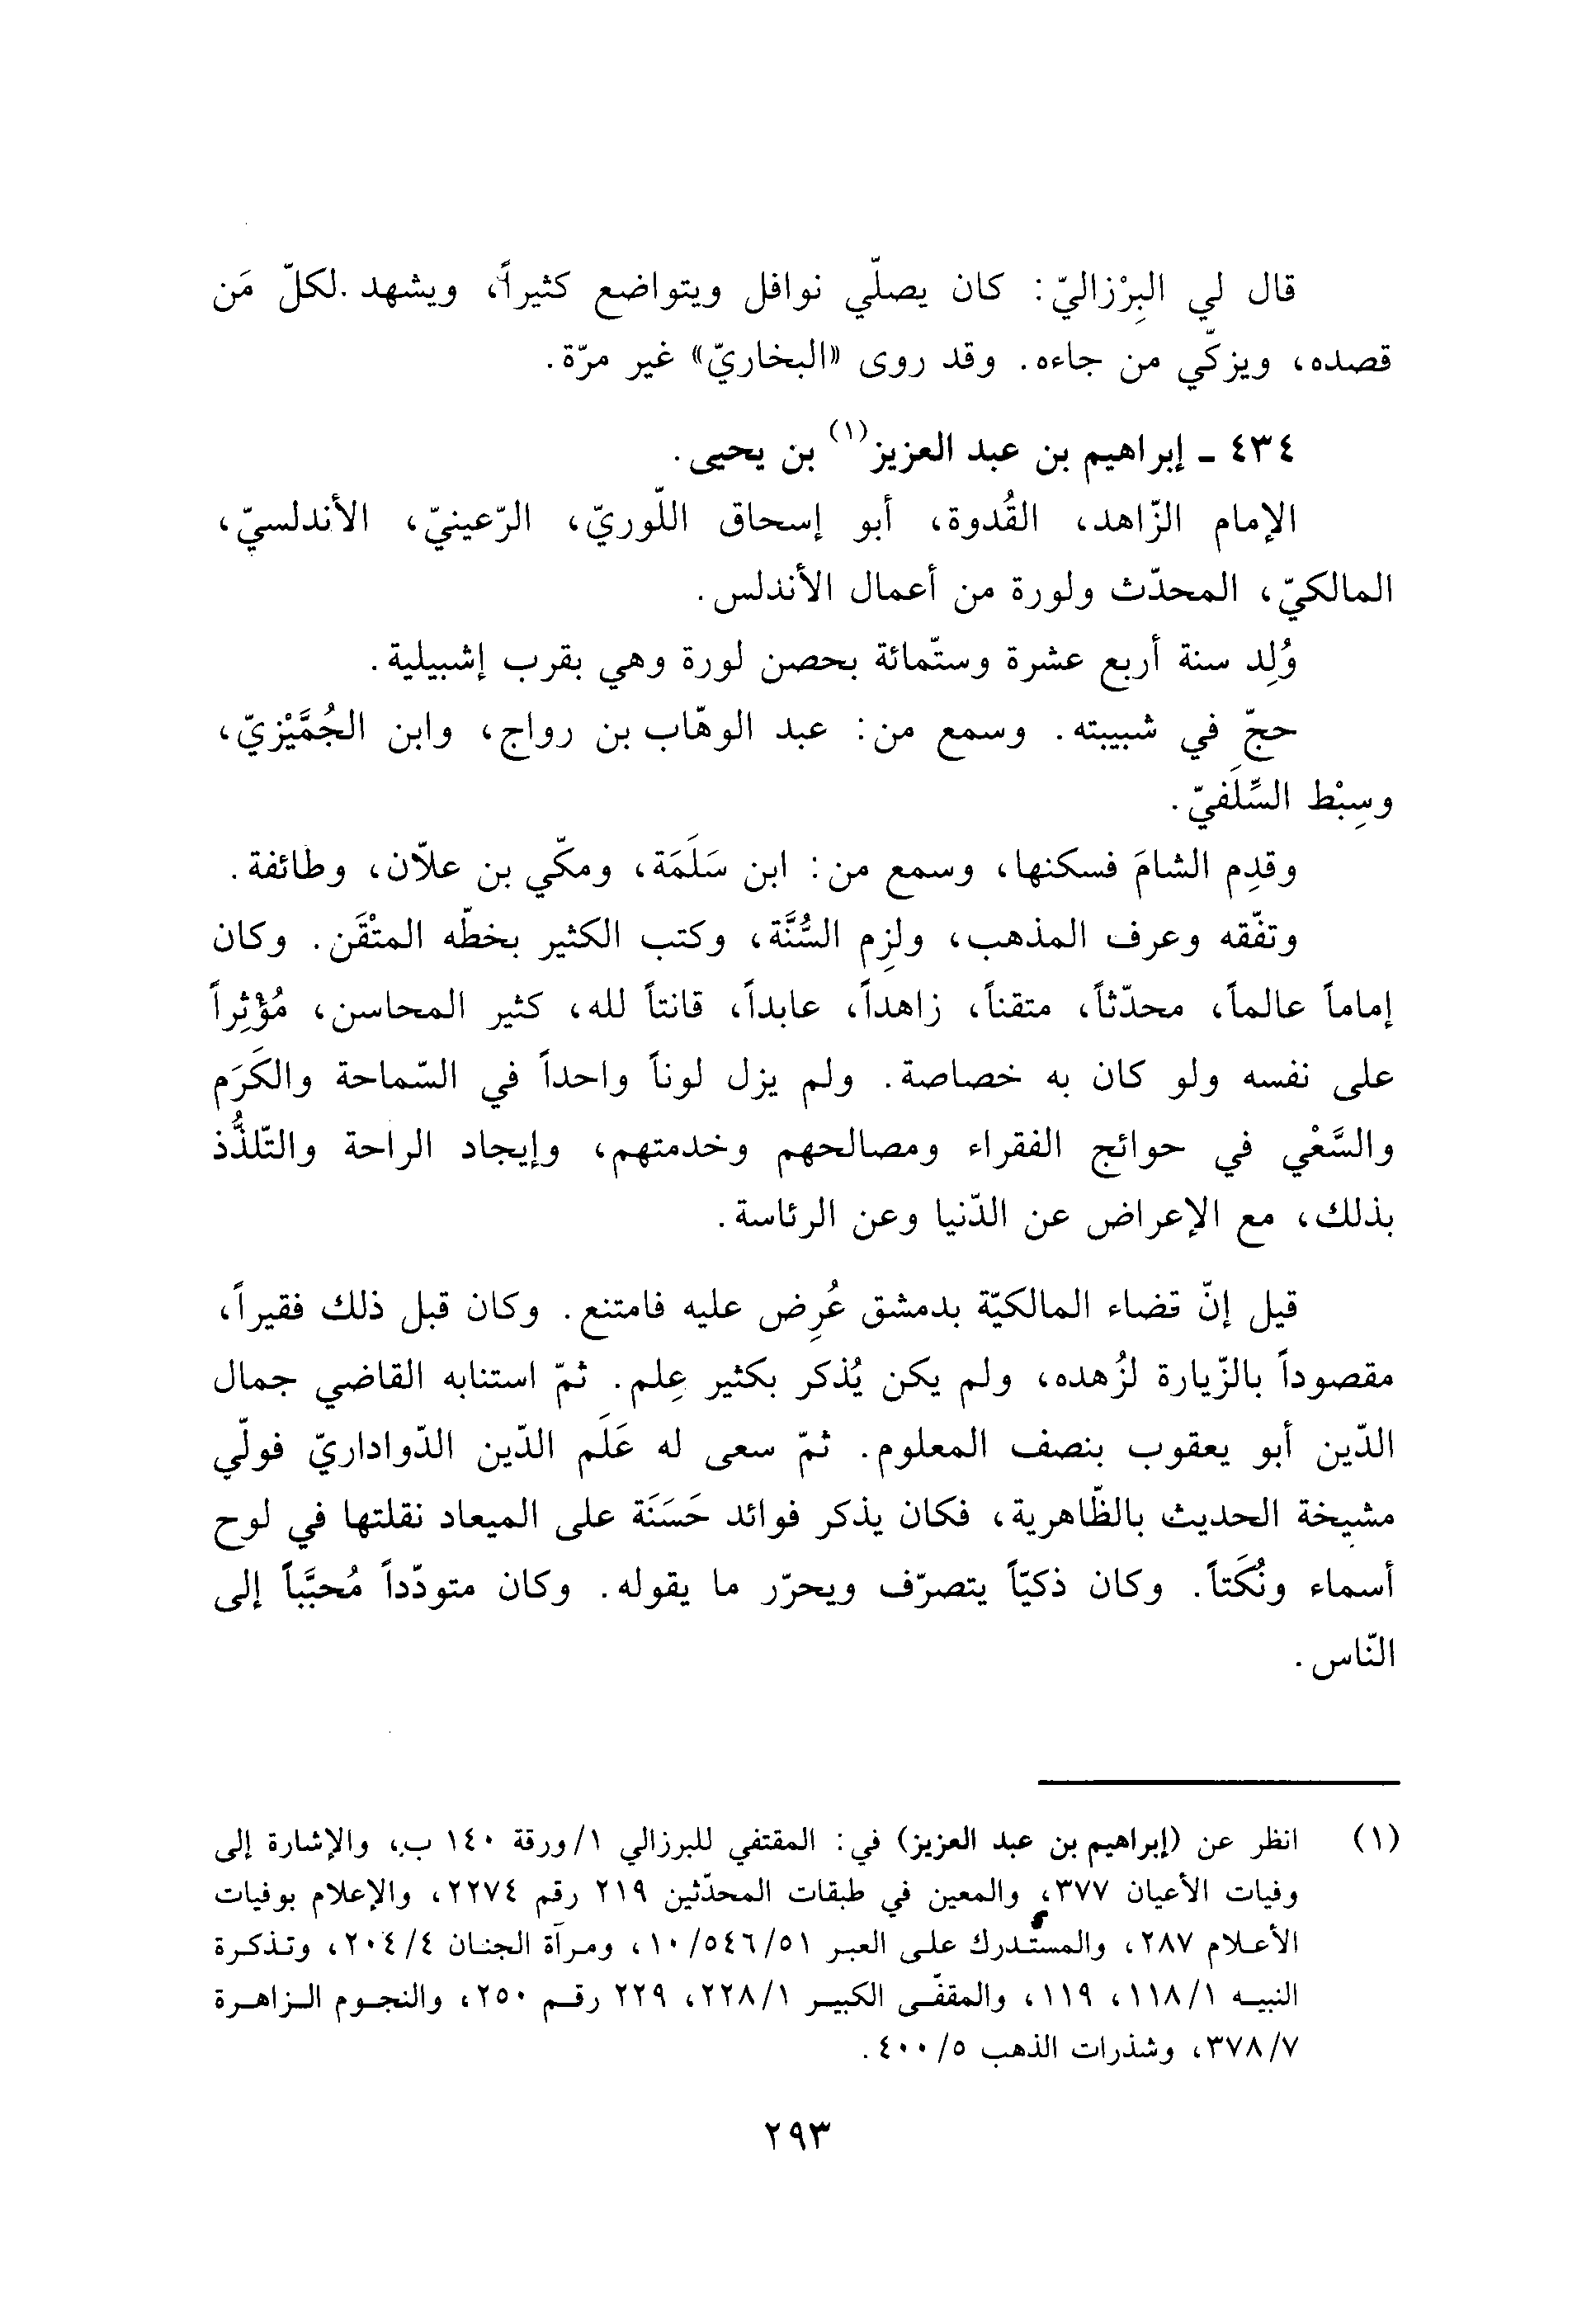 قال لي البِرْزاليّ: كان يصلّي نوافل ويتواضع كثيراً، ويشهد لكلّ مَن
قصده، ويزكّي من جاءه. وقد روى «البخاريّ» غير مرّة.
٤٣٤ ـ إبراهيم بن عبد العزيز(١) بن يحيى.
الإمام الزّاهد، القُدوة، أبو إسحاق اللّوريّ، الرّعينيّ، الأندلسيّ،
المالكيّ، المحدّث ولورة من أعمال الأندلس.
وُلِد سنة أربع عشرة وستّمائة بحصن لورة وهي بقرب إشبيلية.
حجّ في شبيبته. وسمع من: عبد الوهّاب بن رواج، وابن الجُمَّيْزيّ،
وسِبْط السِّلَفيّ.
وقدِم الشامَ فسكنها، وسمع من: ابن سَلَمَة، ومكّي بن علاّن، وطائفة.
وتفّقه وعرف المذهب، ولزِم السُّنَّة، وكتب الكثير بخطّه المتْقَن. وكان
إماماً عالماً، محدّثاً، متقناً، زاهداً، عابداً، قانتاً لله، كثير المحاسن، مُؤْثِراً
على نفسه ولو كان به خصاصة. ولم يزل لوناً واحداً في السّماحة والكَرَم
والسَّعْي في حوائج الفقراء ومصالحهم وخدمتهم، وإيجاد الراحة والتّلذُّذ
بذلك، مع الإعراض عن الدّنيا وعن الرئاسة.
قيل إنّ قضاء المالكيّة بدمشق عُرِض عليه فامتنع. وكان قبل ذلك فقيراً،
مقصوداً بالزّيارة لزُهده، ولم يكن يُذكر بكثير عِلم. ثمّ استنابه القاضي جمال
الدّين أبو يعقوب بنصف المعلوم. ثمّ سعى له عَلَم الدّين الدّواداريّ فولّي
مشيخة الحديث بالظّاهرية، فكان يذكر فوائد حَسَنَة على الميعاد نقلتها في لوح
أسماء ونُكَتاً. وكان ذكيّاً يتصرّف ويحرّر ما يقوله. وكان متودّداً مُحبَّباً إلى
النّاس.
(١) انظر عن (إبراهيم بن عبد العزيز) في: المقتفي للبرزالي ١/ورقة ١٤٠ ب، والإشارة إلى
وفيات الأعيان ٣٧٧، والمعين في طبقات المحدّثين ٢١٩ رقم ٢٢٧٤، والإعلام بوفيات
الأعلام ٢٨٧، والمستدرك على العبر ٥١/٥٤٦/١٠، ومرآة الجنان ٢٠٤/٤، وتذكرة
النبيه ١١٨/١، ١١٩، والمقفّى الكبير ٢٢٨/١، ٢٢٩ رقم ٢٥٠، والنجوم الزاهرة
٣٧٨/٧، وشذرات الذهب ٤٠٠/٥.
٢٩٣